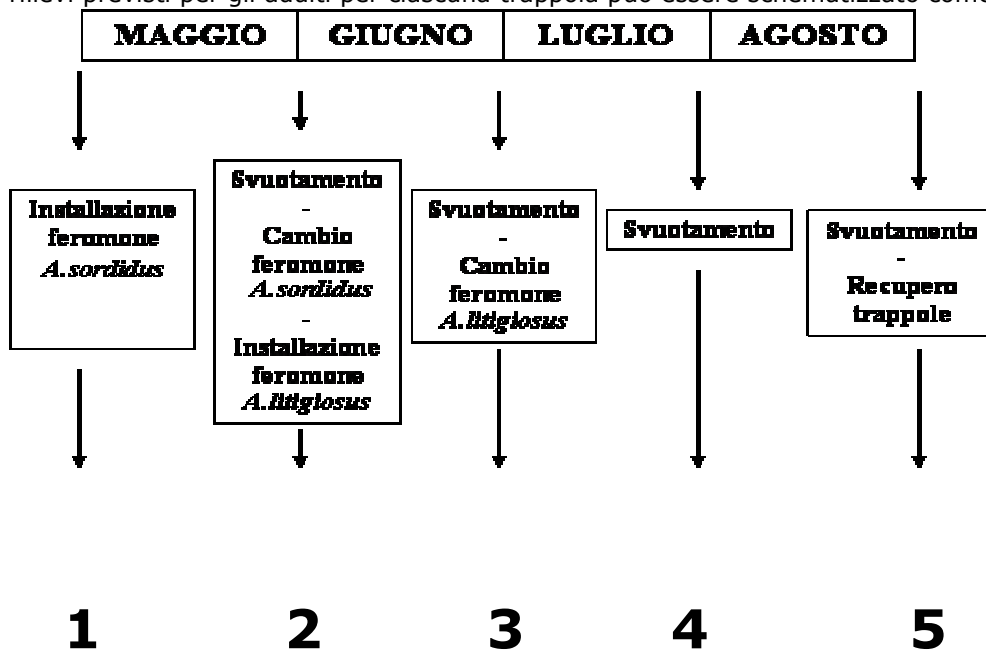 rilievi previsti per gli adulti per ciascuna trappola può essere schematizzato come
MAGGIO GIUGNO LUGLIO AGOSTO
Installazione
feromone
A.sordidus
Svuotamento
-
Cambio
feromone
A.sordidus
-
Installazione
feromone
A.litigiosus
Svuotamento
-
Cambio
feromone
A.litigiosus
Svuotamento
Svuotamento
-
Recupero
trappole
1 2 3 4 5